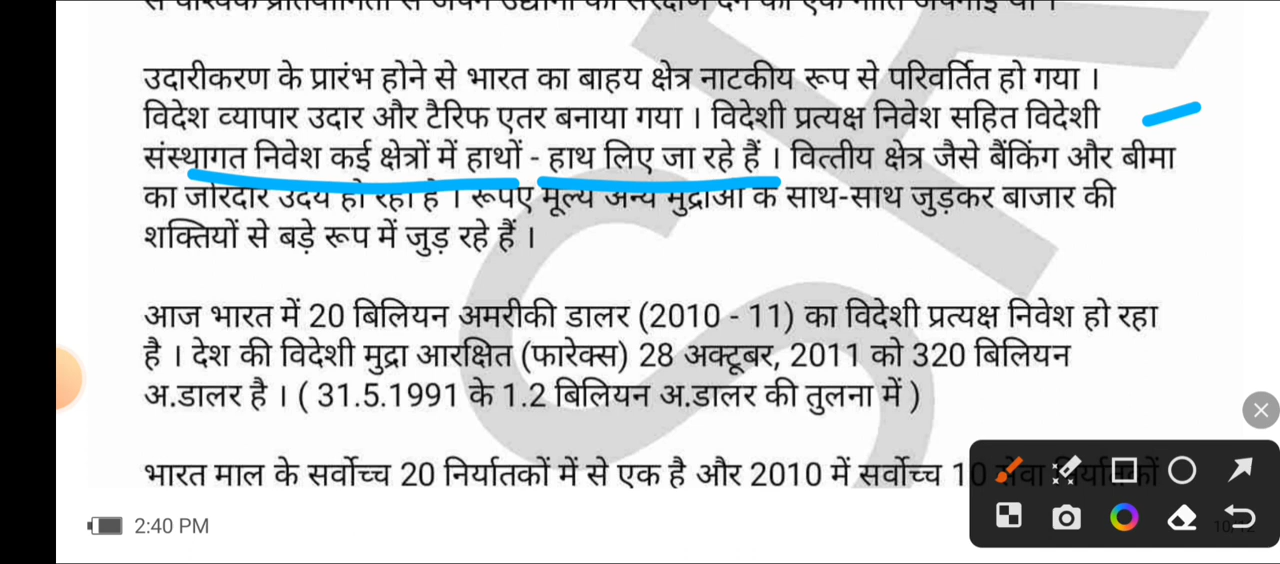 उदारीकरण के प्रारंभ होने से भारत का बाहय क्षेत्र नाटकीय रूप से परिवर्तित हो गया ।
विदेश व्यापार उदार और टैरिफ एतर बनाया गया । विदेशी प्रत्यक्ष निवेश सहित विदेशी
संस्थागत निवेश कई क्षेत्रों में हाथों - हाथ लिए जा रहे हैं । वित्तीय क्षेत्र जैसे बैंकिंग और बीमा
का जोरदार उदय हो रहा है । रूपए मूल्य अन्य मुद्राओं के साथ-साथ जुड़कर बाजार की
शक्तियों से बड़े रूप में जुड़ रहे हैं ।
आज भारत में 20 बिलियन अमरीकी डालर (2010 - 11) का विदेशी प्रत्यक्ष निवेश हो रहा
है । देश की विदेशी मुद्रा आरक्षित (फारेक्स) 28 अक्टूबर, 2011 को 320 बिलियन
अ.डालर है । ( 31.5.1991 के 1.2 बिलियन अ.डालर की तुलना में )
भारत माल के सर्वोच्च 20 निर्यातकों में से एक है और 2010 में सर्वोच्च 10 सेवा निर्यातकों
2:40 PM